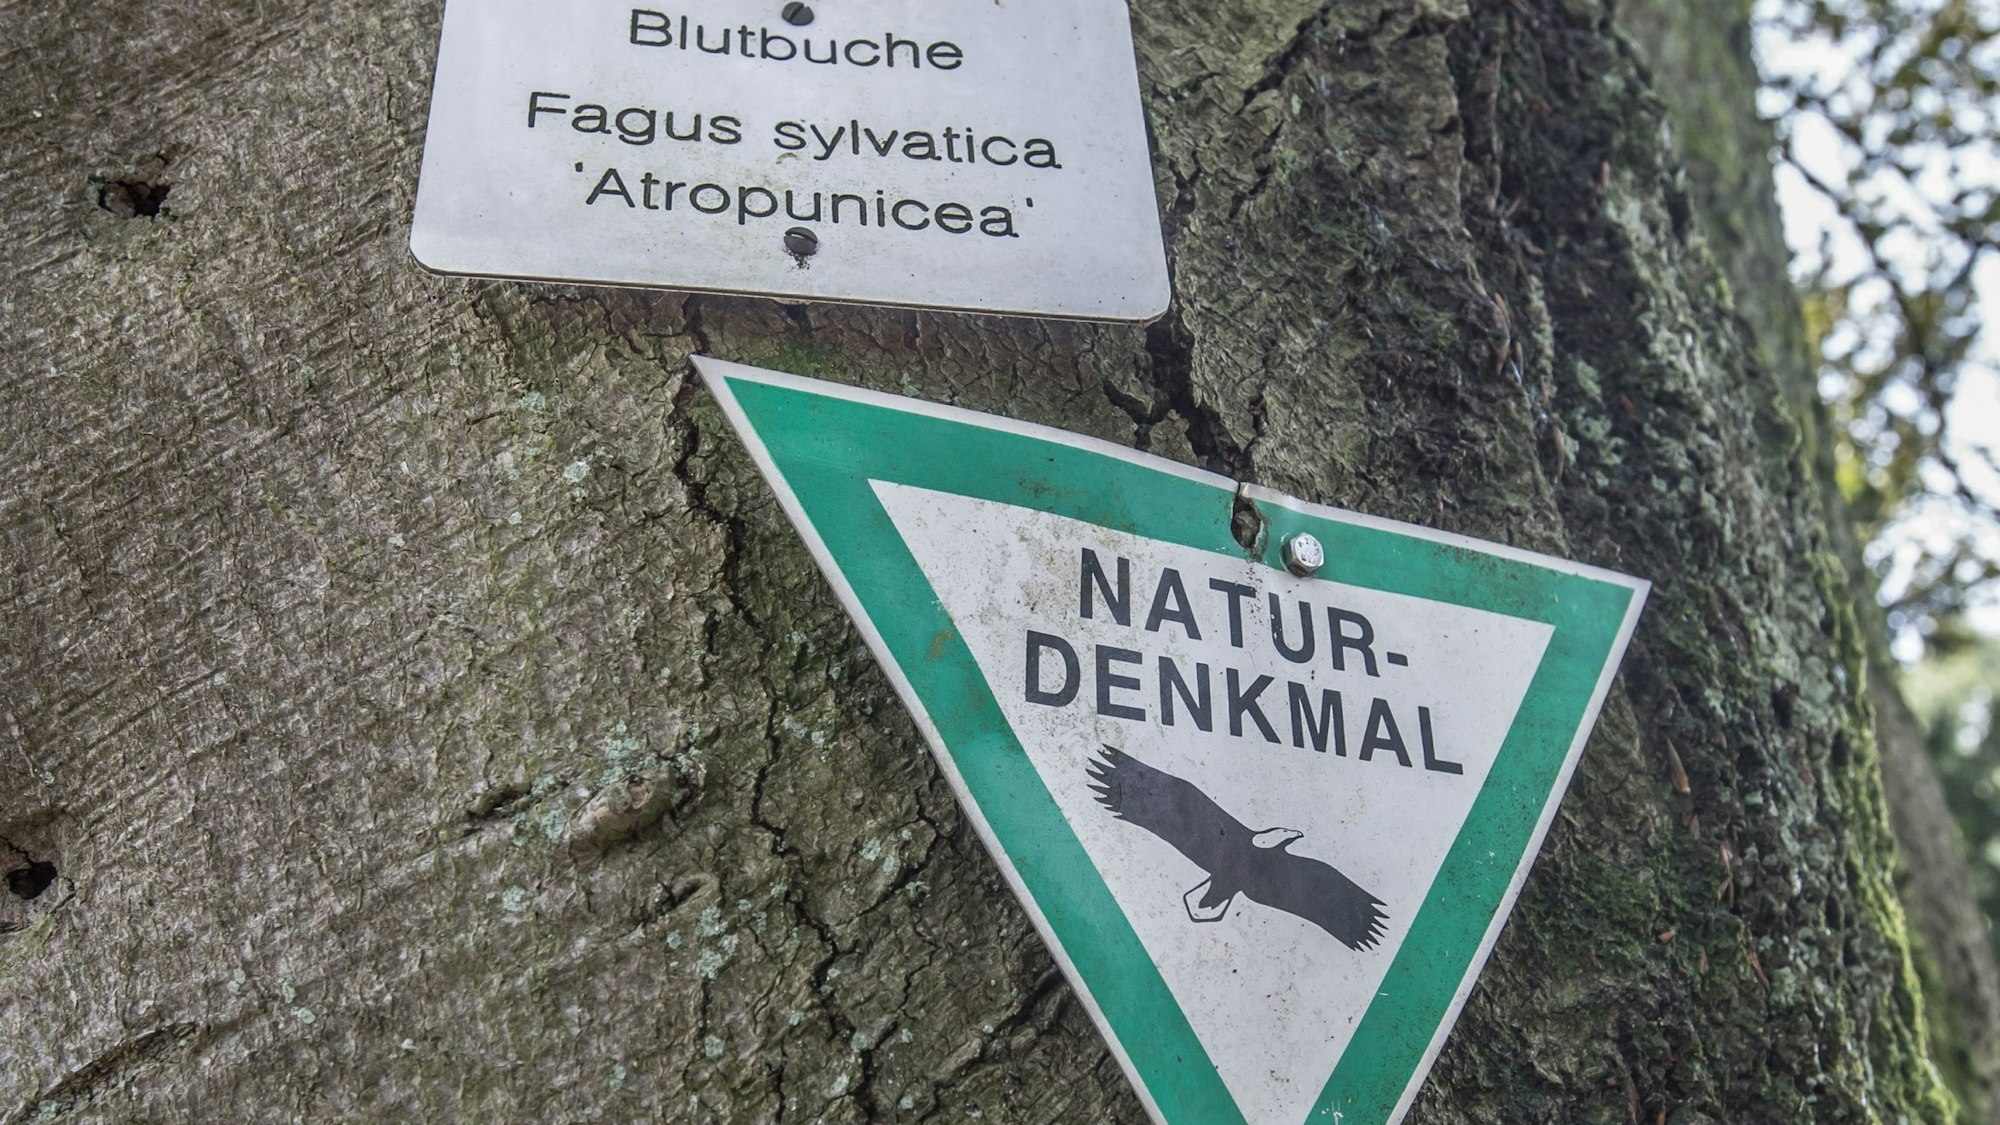 Blutbuche
Fagus sylvatica
'Atropunicea'
NATUR-
DENKMAL